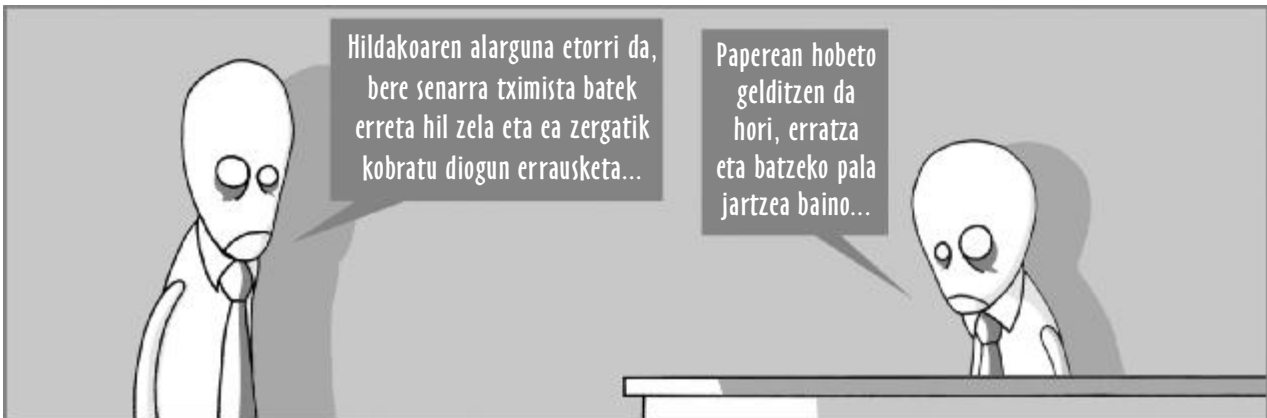 Hildakoaren alarguna etorri da,
bere senarra tximista batek
erreta hil zela eta ea zergatik
kobratu diogun errausketa...
Paperean hobeto
gelditzen da
hori, erratza
eta batzeko pala
jartzea baino...